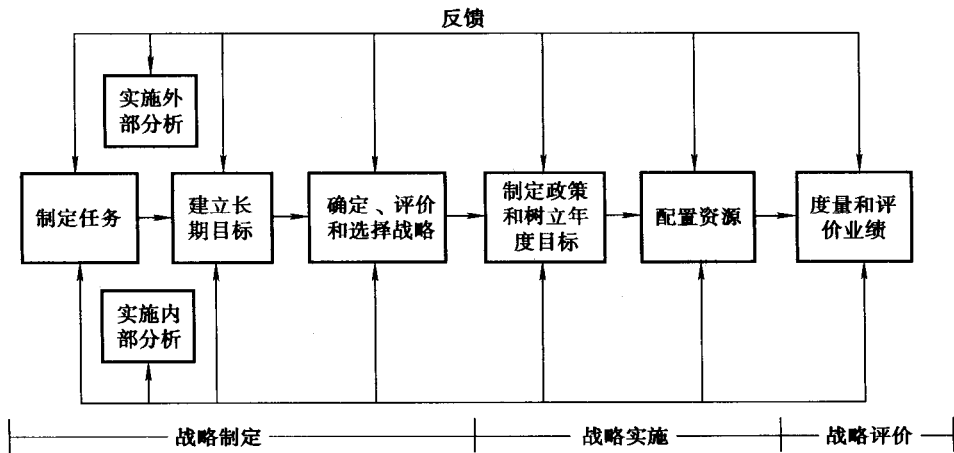 反馈
实施外
部分析
制定任务
建立长
期目标
确定、评价
和选择战略
制定政策
和树立年
度目标
配置资源
度量和评
价业绩
实施内
部分析
战略制定
战略实施
战略评价